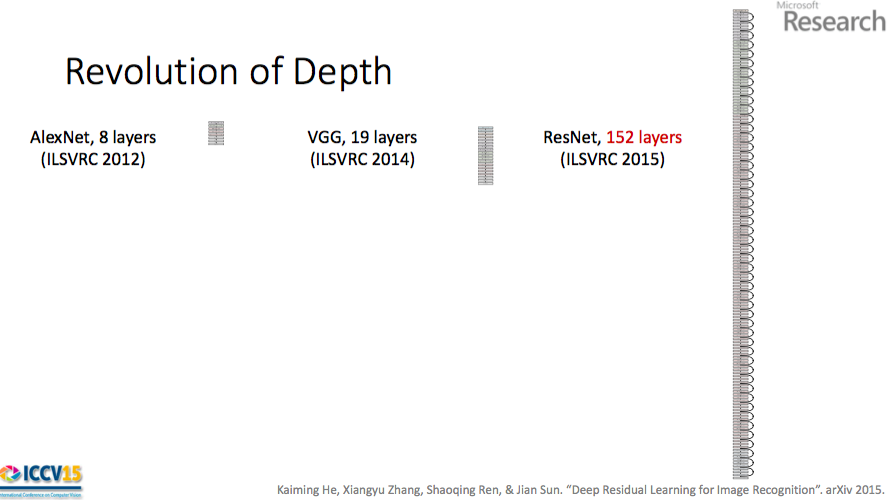 Microsoft
Research
Revolution of Depth
AlexNet, 8 layers
(ILSVRC 2012)
VGG, 19 layers
(ILSVRC 2014)
ResNet, 152 layers
(ILSVRC 2015)
ICCV15
International Conference on Computer Vision
Kaiming He, Xiangyu Zhang, Shaoqing Ren, & Jian Sun. “Deep Residual Learning for Image Recognition”. arXiv 2015.